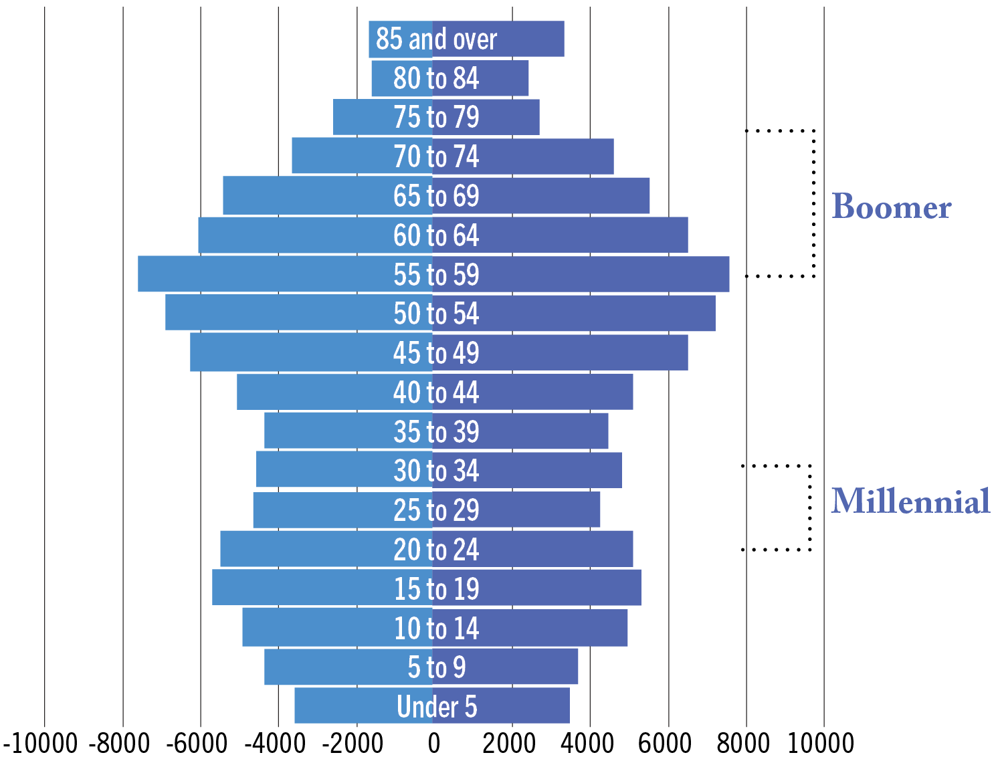 85 and over
80 to 84
75 to 79
70 to 74
65 to 69
Boomer
60 to 64
55 to 59
50 to 54
45 to 49
40 to 44
35 to 39
30 to 34
Millennial
25 to 29
20 to 24
15 to 19
10 to 14
5 to 9
Under 5
-10000 -8000 -6000 -4000 -2000 0 2000 4000 6000 8000 10000